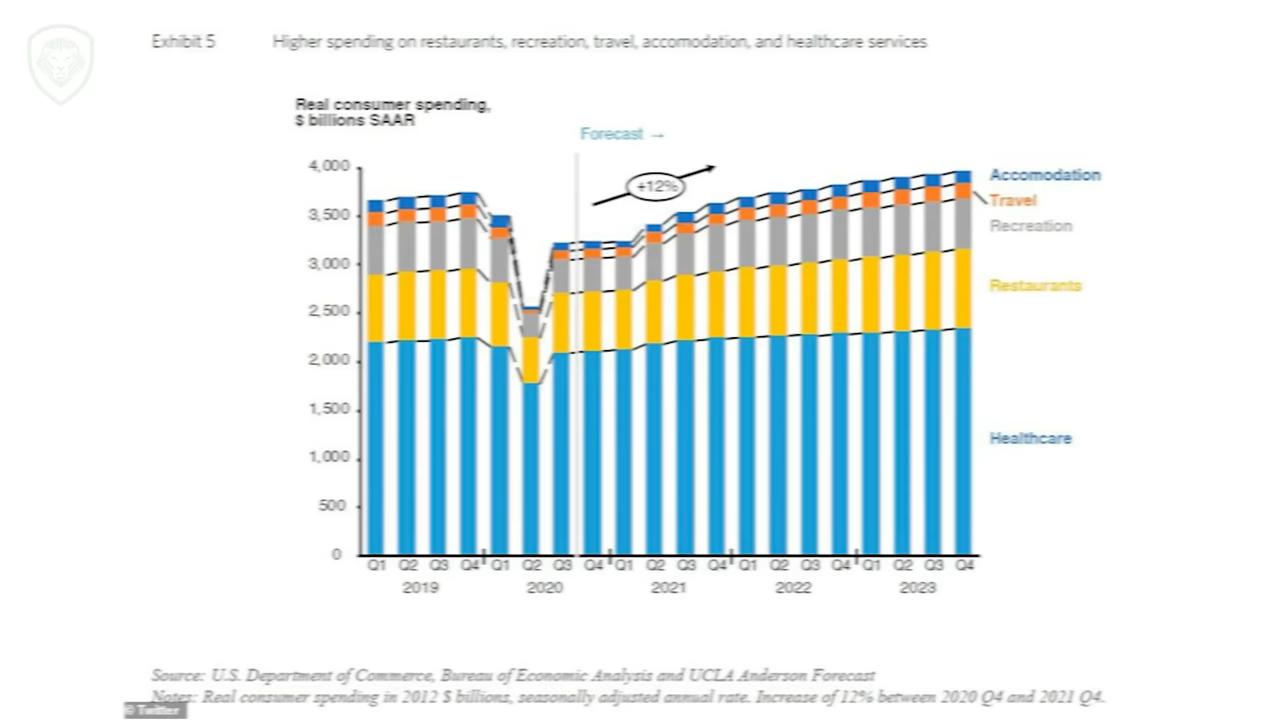 Exhibit 5 Higher spending on restaurants, recreation, travel, accomodation, and healthcare services
Real consumer spending,
$ billions SAAR
Forecast →
+12%
4,000
3,500
3,000
2,500
2,000
1,500
1,000
500
0
Accomodation
Travel
Recreation
Restaurants
Healthcare
Q1 Q2 Q3 Q4 Q1 Q2 Q3 Q4 Q1 Q2 Q3 Q4 Q1 Q2 Q3 Q4 Q1 Q2 Q3 Q4
2019 2020 2021 2022 2023
Source: U.S. Department of Commerce, Bureau of Economic Analysis and UCLA Anderson Forecast
Notes: Real consumer spending in 2012 $ billions, seasonally adjusted annual rate. Increase of 12% between 2020 Q4 and 2021 Q4.
© Twitter